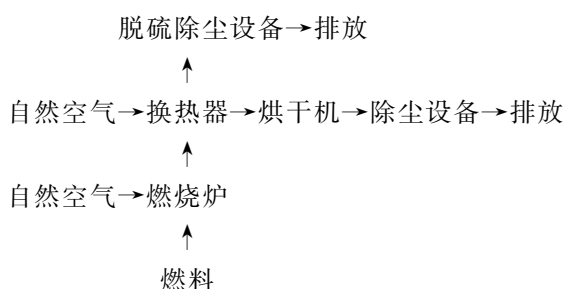 脱硫除尘设备→排放
↑
自然空气→换热器→烘干机→除尘设备→排放
↑
自然空气→燃烧炉
↑
燃料